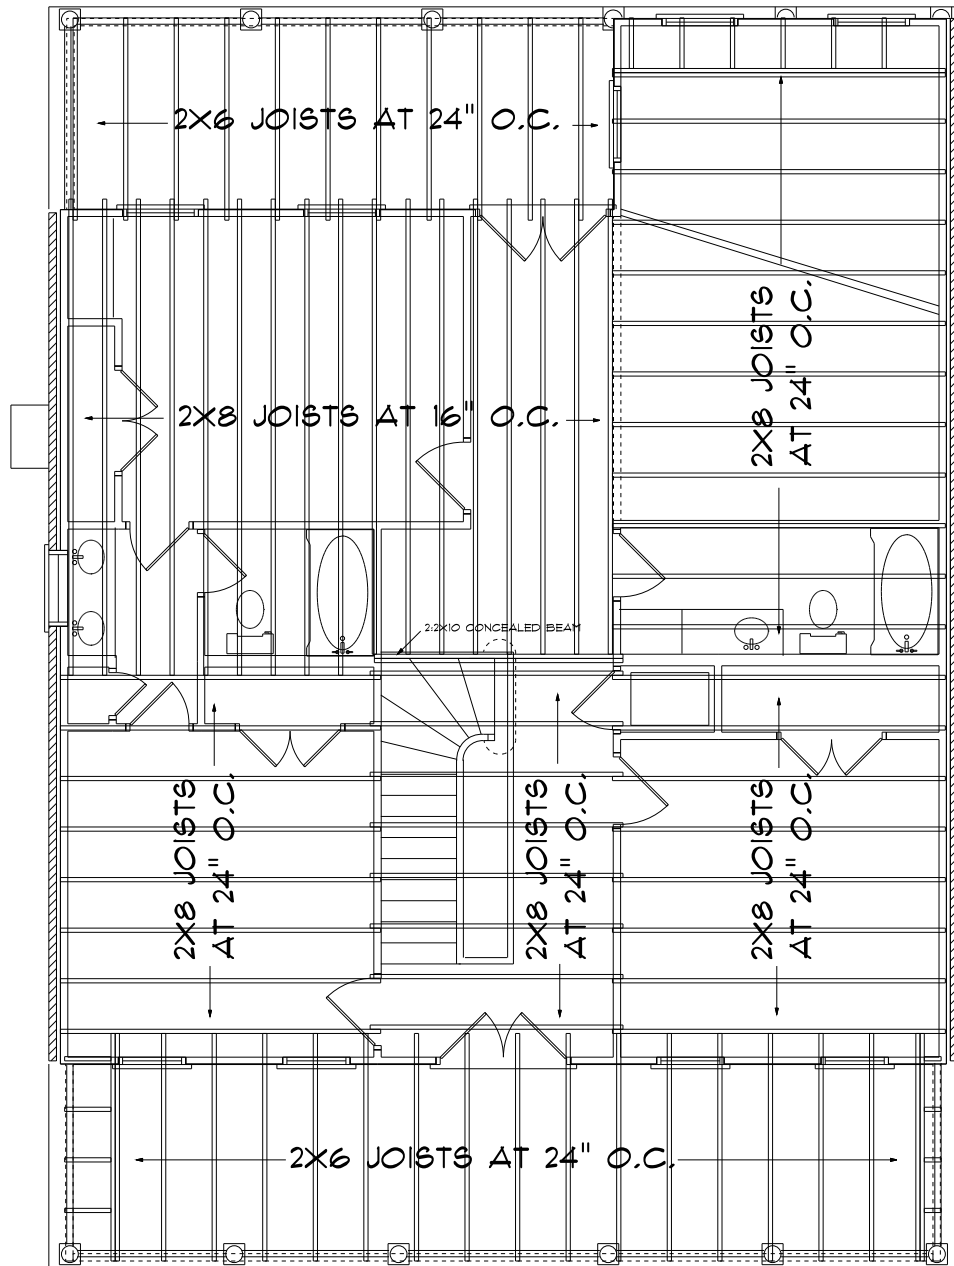 2X6 JOISTS AT 24" O.C.
2X8 JOISTS
AT 24" O.C.
2X8 JOISTS AT 16" O.C.
2:2X10 CONCEALED BEAM
2X8 JOISTS
AT 24" O.C.
2X8 JOISTS
AT 24" O.C.
2X8 JOISTS
AT 24" O.C.
2X6 JOISTS AT 24" O.C.